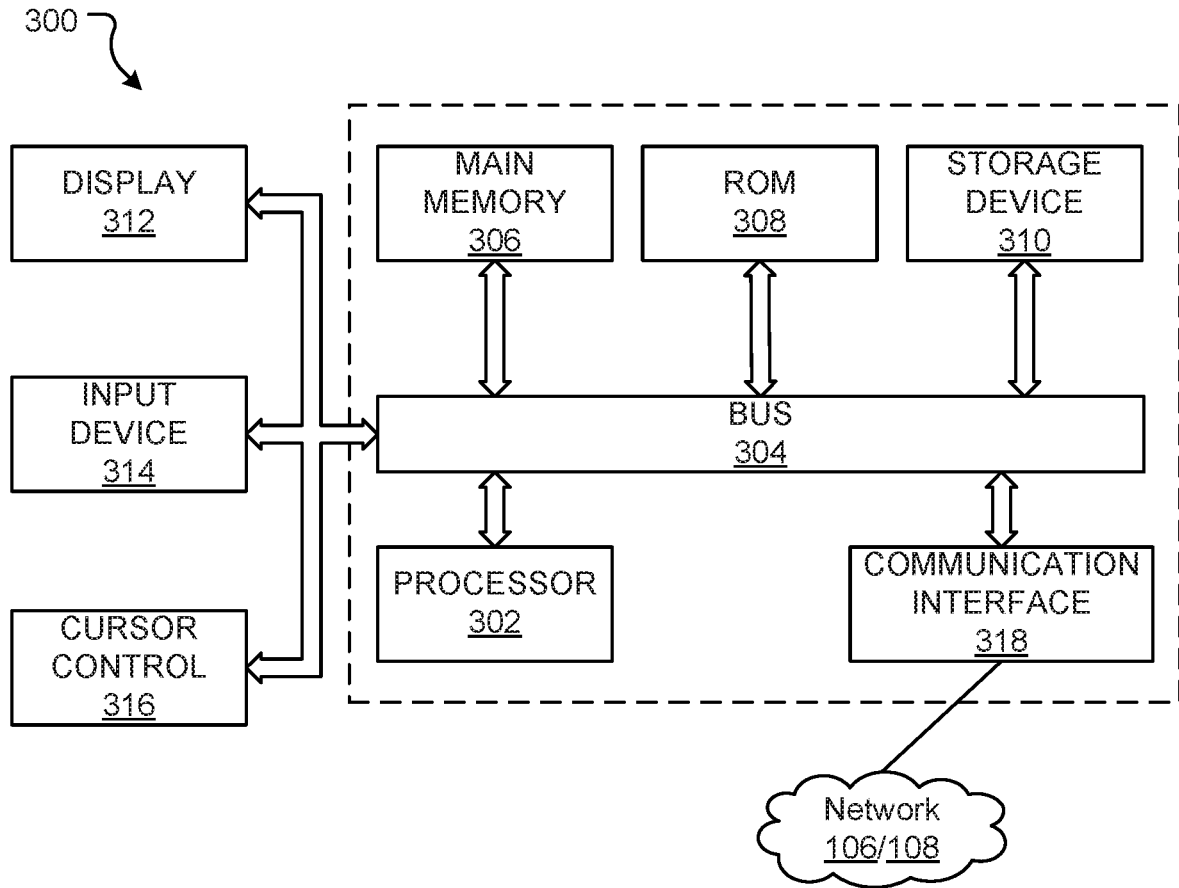 300
DISPLAY
312
MAIN
MEMORY
306
ROM
308
STORAGE
DEVICE
310
INPUT
DEVICE
314
BUS
304
CURSOR
CONTROL
316
PROCESSOR
302
COMMUNICATION
INTERFACE
318
Network
106/108